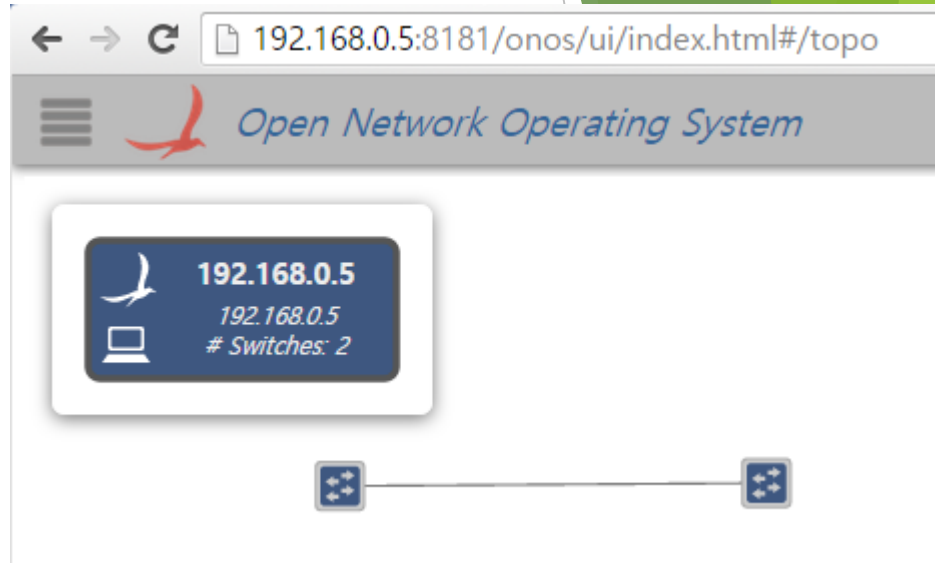 192.168.0.5:8181/onos/ui/index.html#/topo
Open Network Operating System
192.168.0.5
192.168.0.5
# Switches: 2